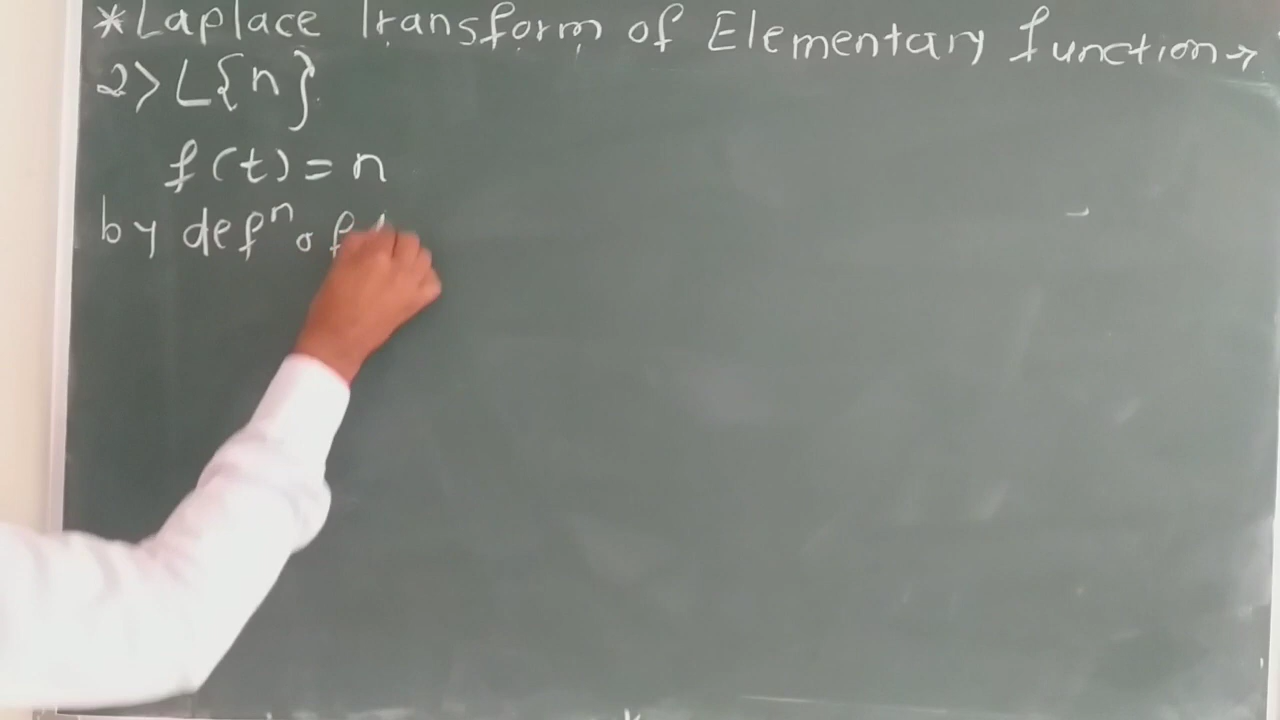 *Laplace Transform of Elementary function→
2> L{n}.
f(t) = n
by defⁿ of